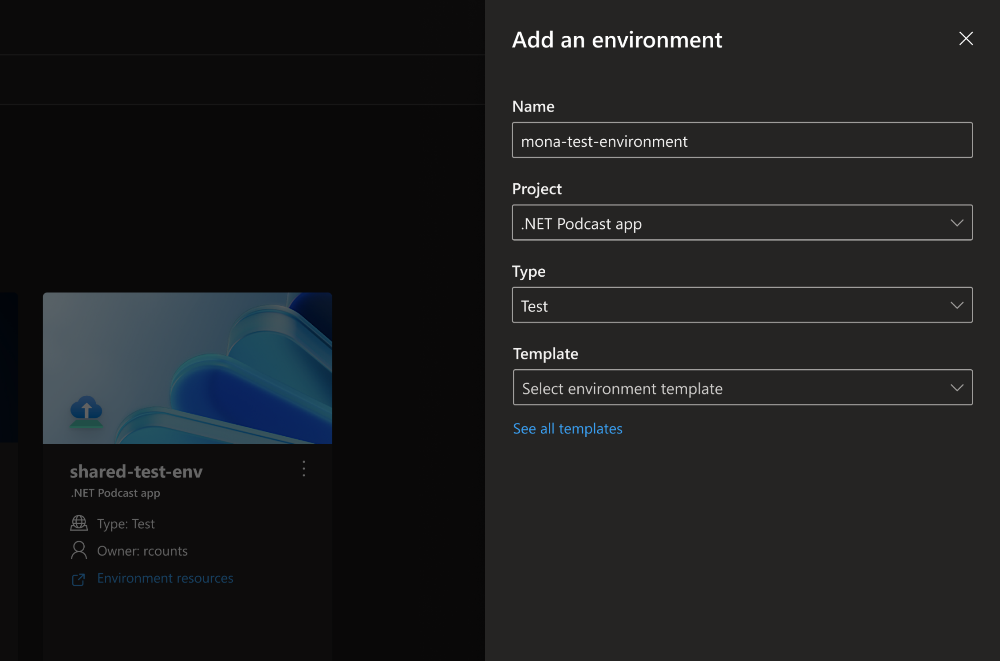 Add an environment
Name
mona-test-environment
Project
.NET Podcast app
Type
Test
Template
Select environment template
See all templates
shared-test-env
.NET Podcast app
Type: Test
Owner: rcounts
Environment resources